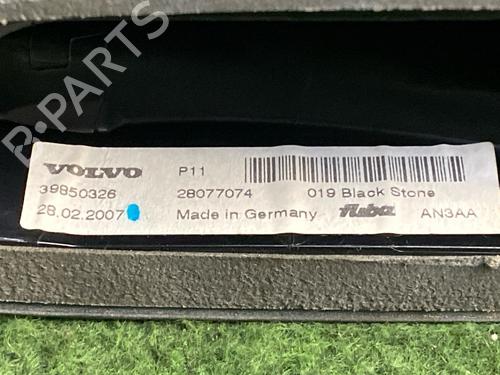 B-PARTS
VOLVO P11
39850326 28077074 019 Black Stone
28.02.2007 Made in Germany fuba AN3AA